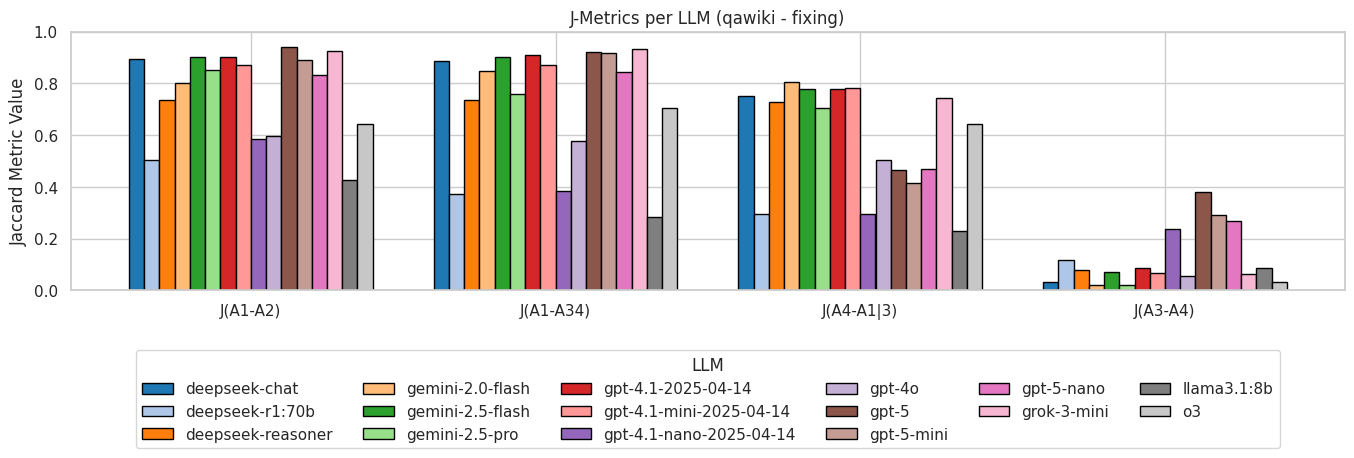 J-Metrics per LLM (qawiki - fixing)
Jaccard Metric Value
1.0
0.8
0.6
0.4
0.2
0.0
J(A1-A2) J(A1-A34) J(A4-A1|3) J(A3-A4)
LLM
deepseek-chat gemini-2.0-flash gpt-4.1-2025-04-14 gpt-4o gpt-5-nano llama3.1:8b
deepseek-r1:70b gemini-2.5-flash gpt-4.1-mini-2025-04-14 gpt-5 grok-3-mini o3
deepseek-reasoner gemini-2.5-pro gpt-4.1-nano-2025-04-14 gpt-5-mini